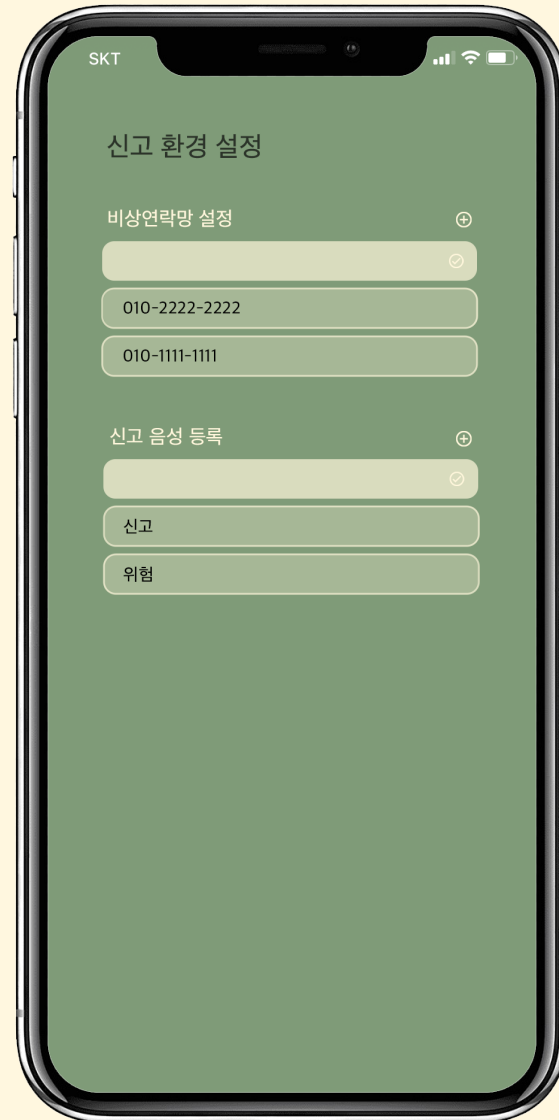 SKT
신고 환경 설정
비상연락망 설정
010-2222-2222
010-1111-1111
신고 음성 등록
신고
위험